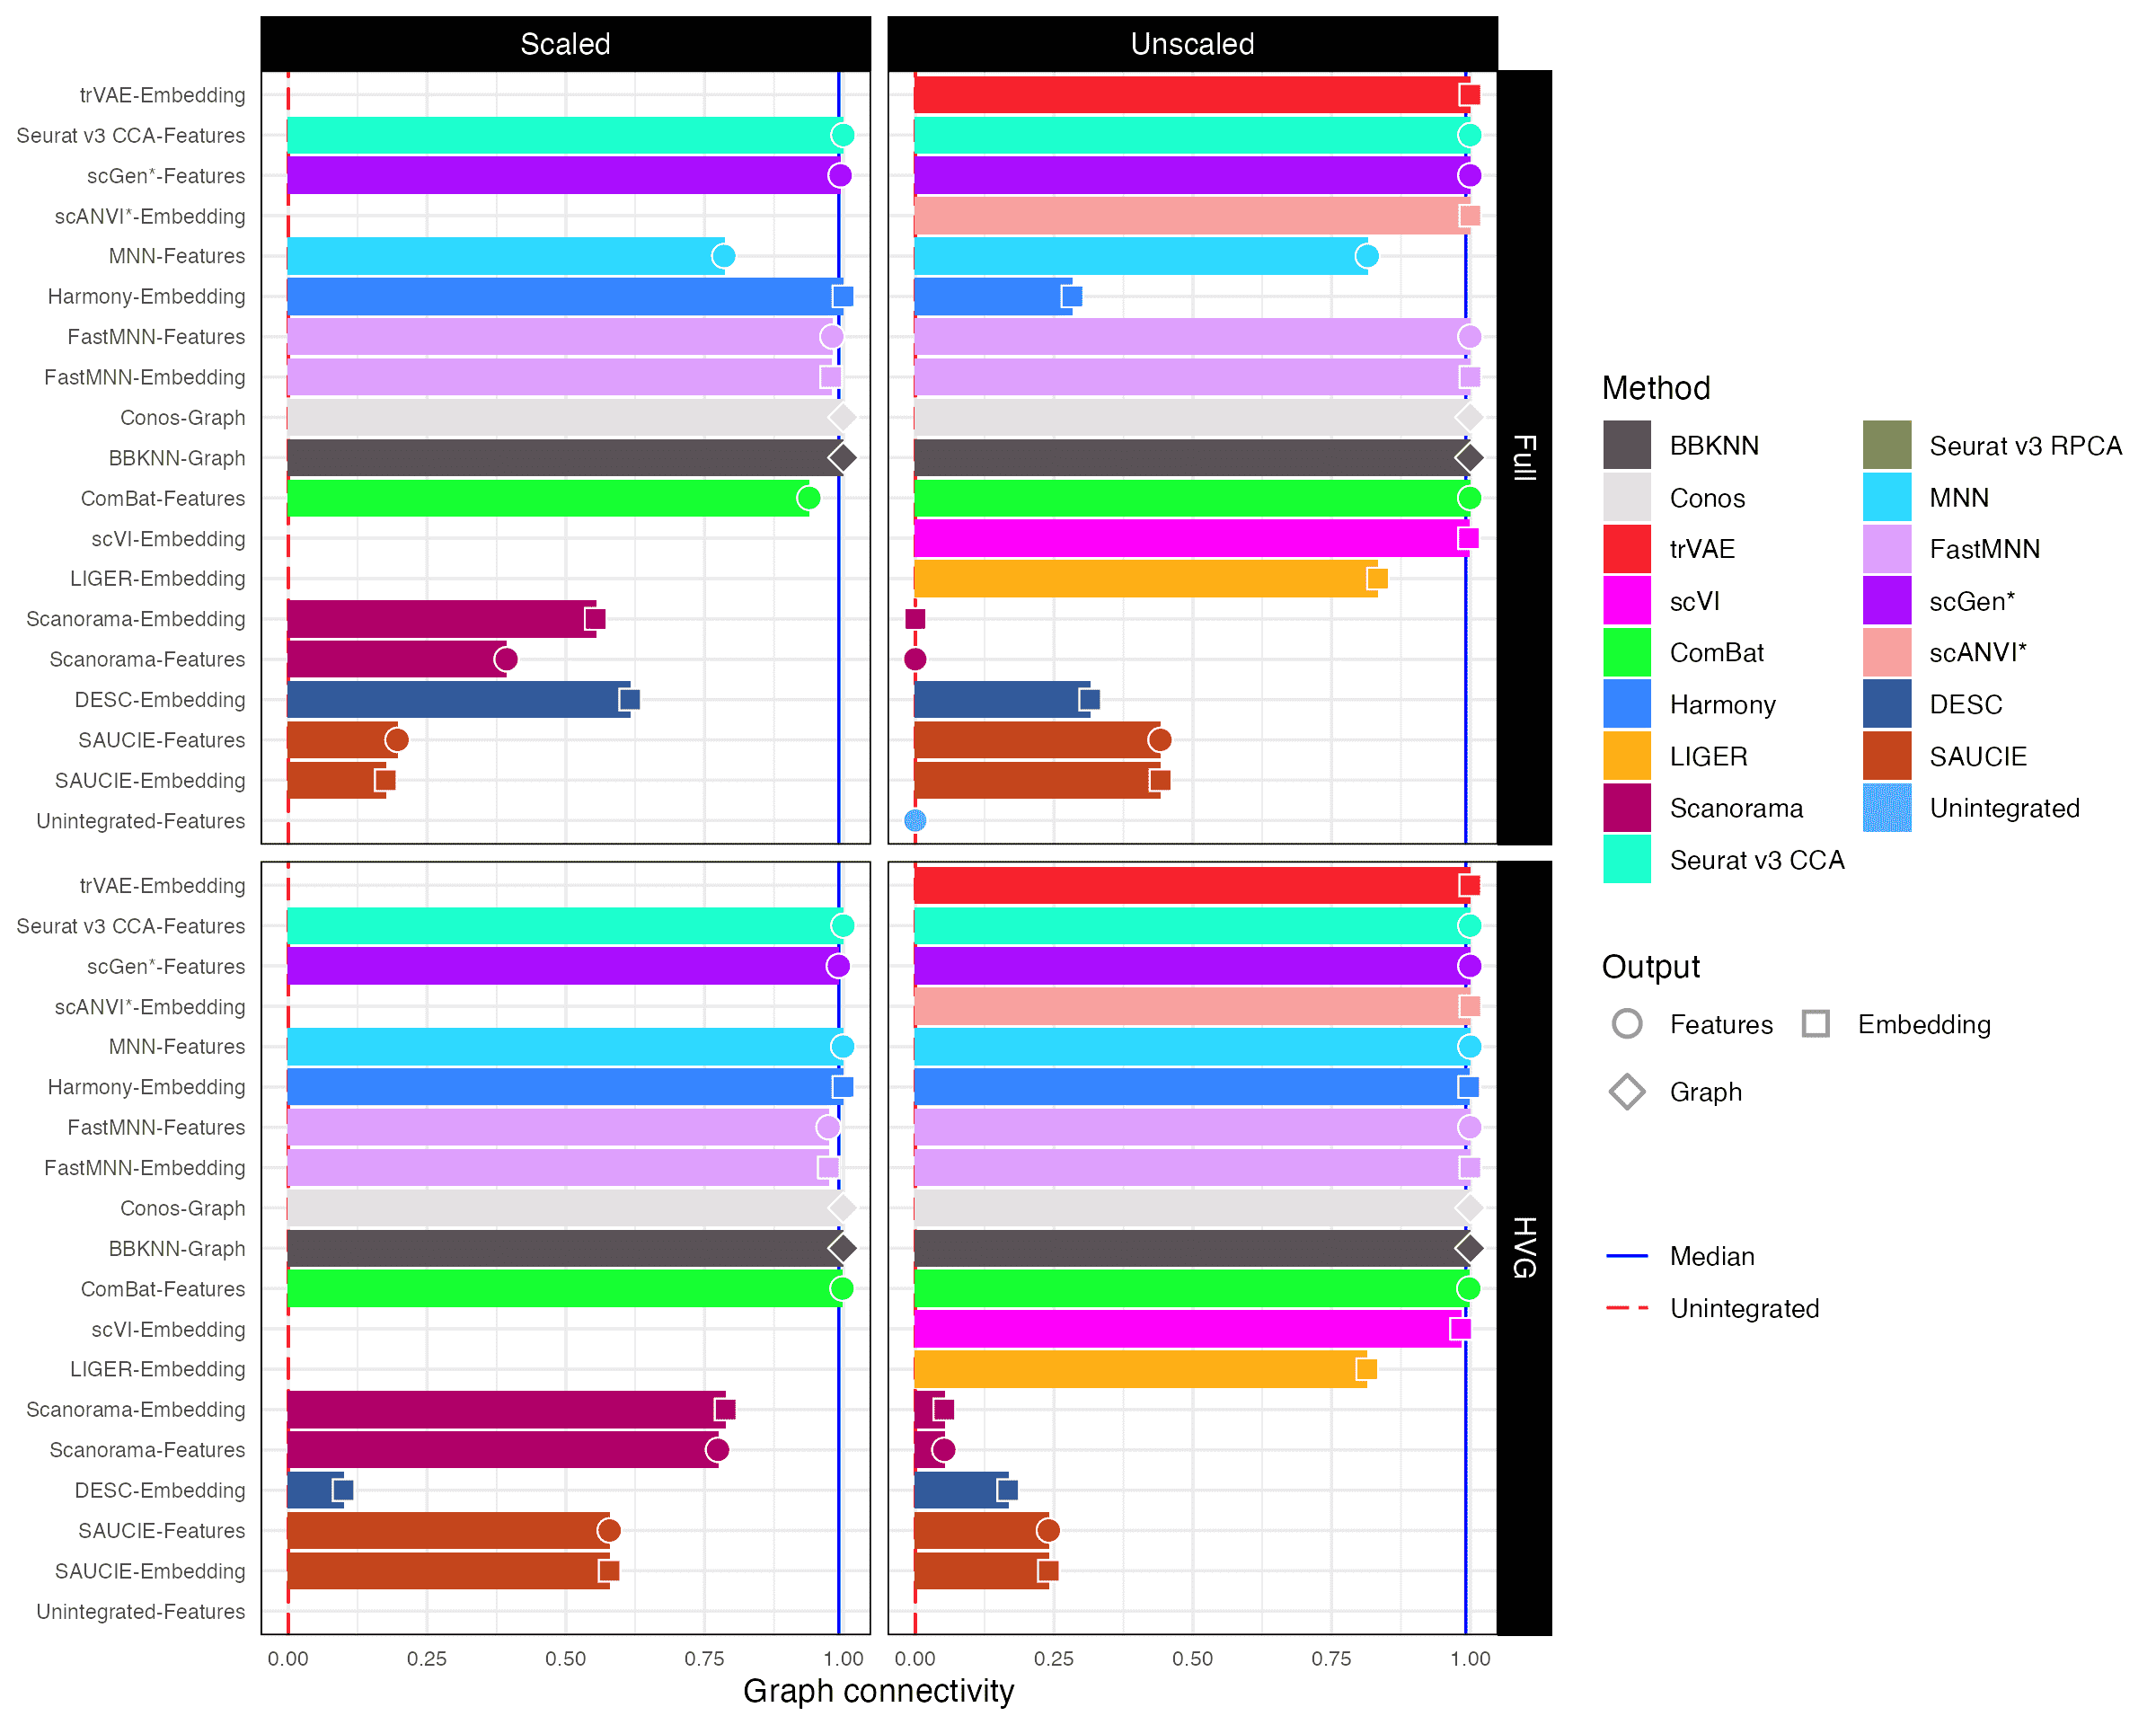 Scaled
Unscaled
trVAE-Embedding
Seurat v3 CCA-Features
scGen*-Features
scANVI*-Embedding
MNN-Features
Harmony-Embedding
FastMNN-Features
FastMNN-Embedding
Conos-Graph
BBKNN-Graph
ComBat-Features
scVI-Embedding
LIGER-Embedding
Scanorama-Embedding
Scanorama-Features
DESC-Embedding
SAUCIE-Features
SAUCIE-Embedding
Unintegrated-Features
Full
trVAE-Embedding
Seurat v3 CCA-Features
scGen*-Features
scANVI*-Embedding
MNN-Features
Harmony-Embedding
FastMNN-Features
FastMNN-Embedding
Conos-Graph
BBKNN-Graph
ComBat-Features
scVI-Embedding
LIGER-Embedding
Scanorama-Embedding
Scanorama-Features
DESC-Embedding
SAUCIE-Features
SAUCIE-Embedding
Unintegrated-Features
HVG
0.00 0.25 0.50 0.75 1.00
0.00 0.25 0.50 0.75 1.00
Graph connectivity
Method
BBKNN
Conos
trVAE
scVI
ComBat
Harmony
LIGER
Scanorama
Seurat v3 CCA
Seurat v3 RPCA
MNN
FastMNN
scGen*
scANVI*
DESC
SAUCIE
Unintegrated
Output
Features
Embedding
Graph
Median
Unintegrated